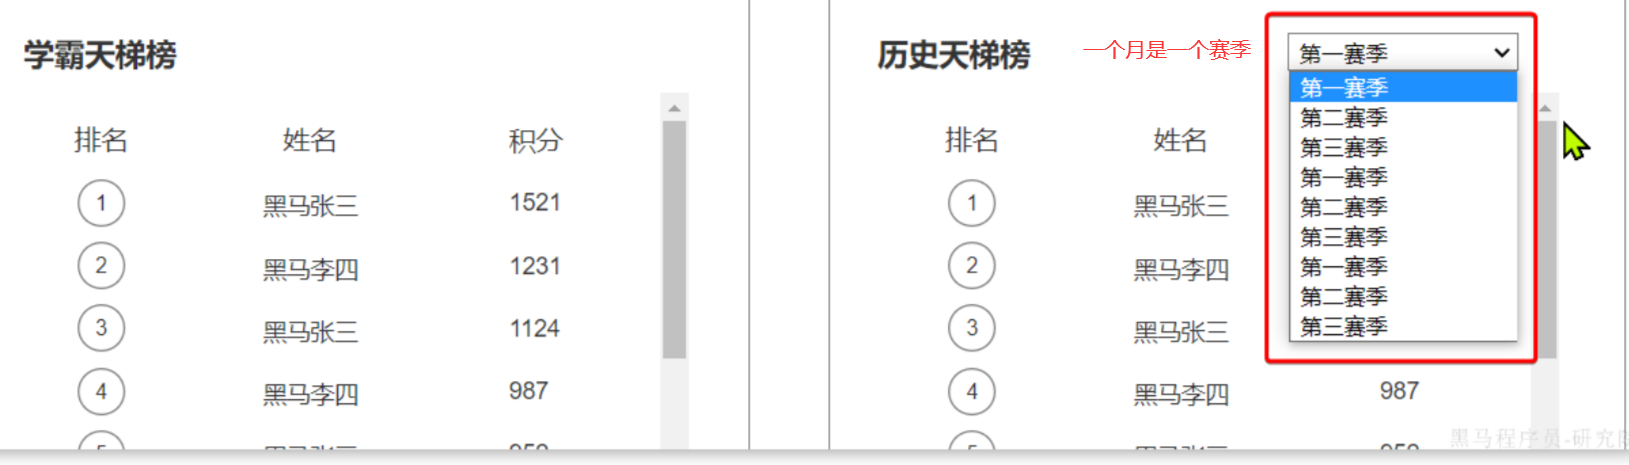 学霸天梯榜
排名 姓名 积分
1 黑马张三 1521
2 黑马李四 1231
3 黑马张三 1124
4 黑马李四 987
历史天梯榜 一个月是一个赛季 第一赛季
第一赛季
第二赛季
第三赛季
第一赛季
第二赛季
第三赛季
第一赛季
第二赛季
第三赛季
排名 姓名
1 黑马张三
2 黑马李四
3 黑马张三
4 黑马李四 987
黑马程序员-研究院